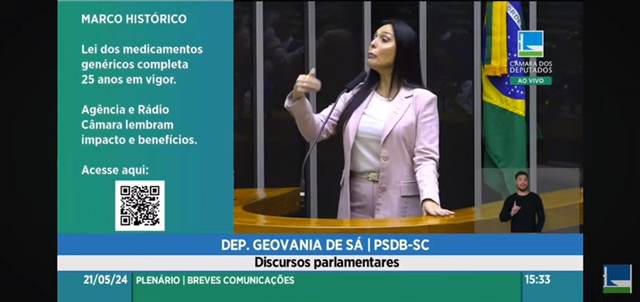 MARCO HISTÓRICO
Lei dos medicamentos
genéricos completa
25 anos em vigor.
Agência e Rádio
Câmara lembram
impacto e benefícios.
Acesse aqui:
CÂMARA DOS
DEPUTADOS
AO VIVO
DEP. GEOVANIA DE SÁ | PSDB-SC
Discursos parlamentares
21/05/24 PLENÁRIO | BREVES COMUNICAÇÕES 15:33